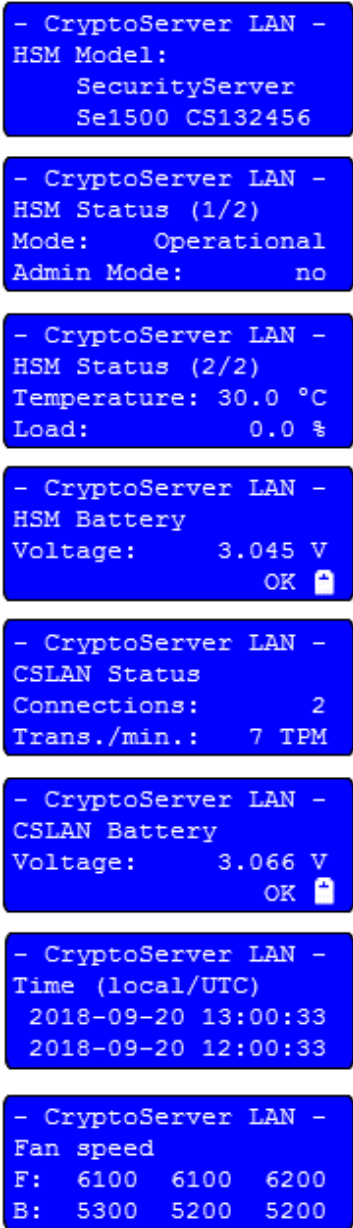 - CryptoServer LAN -
HSM Model:
SecurityServer
Se1500 CS132456
- CryptoServer LAN -
HSM Status (1/2)
Mode: Operational
Admin Mode: no
- CryptoServer LAN -
HSM Status (2/2)
Temperature: 30.0 °C
Load: 0.0 %
- CryptoServer LAN -
HSM Battery
Voltage: 3.045 V
OK
- CryptoServer LAN -
CSLAN Status
Connections: 2
Trans./min.: 7 TPM
- CryptoServer LAN -
CSLAN Battery
Voltage: 3.066 V
OK
- CryptoServer LAN -
Time (local/UTC)
2018-09-20 13:00:33
2018-09-20 12:00:33
- CryptoServer LAN -
Fan speed
F: 6100 6100 6200
B: 5300 5200 5200